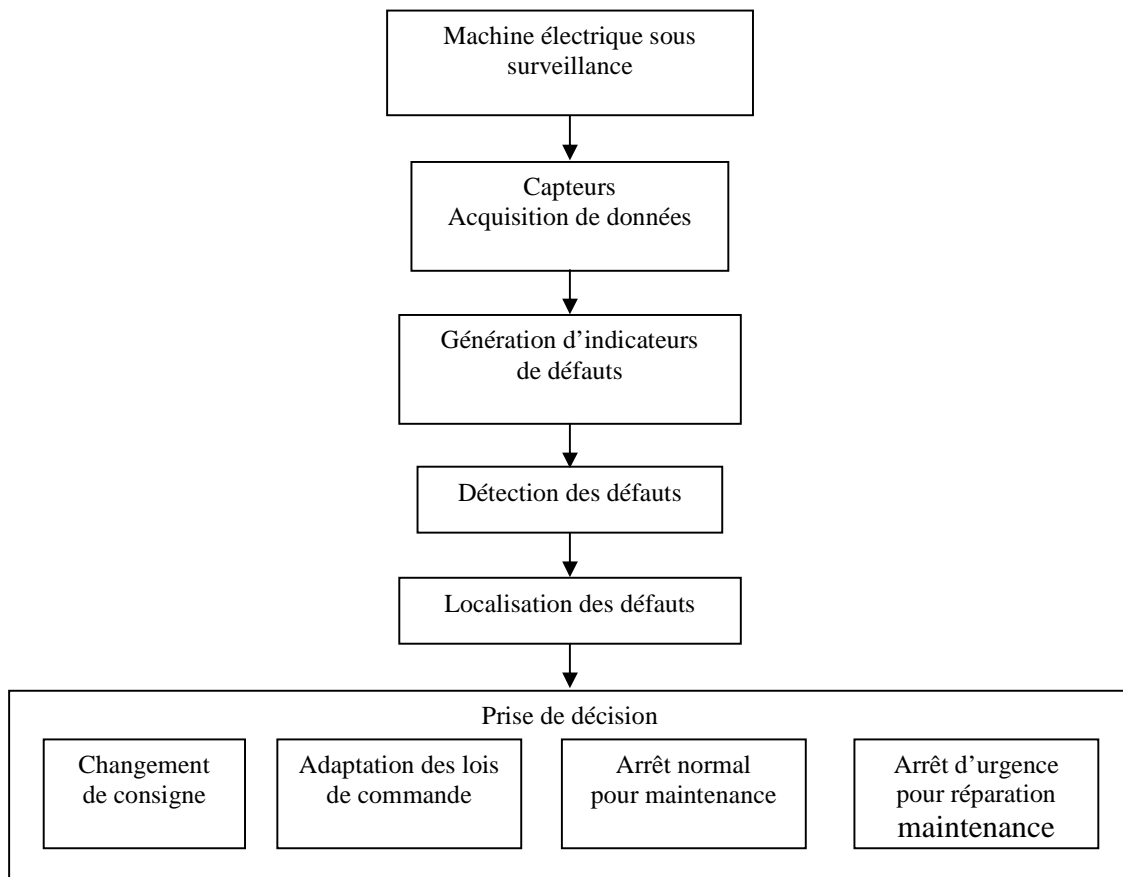 Machine électrique sous
surveillance
Capteurs
Acquisition de données
Génération d’indicateurs
de défauts
Détection des défauts
Localisation des défauts
Prise de décision
Changement
de consigne
Adaptation des lois
de commande
Arrêt normal
pour maintenance
Arrêt d’urgence
pour réparation
maintenance